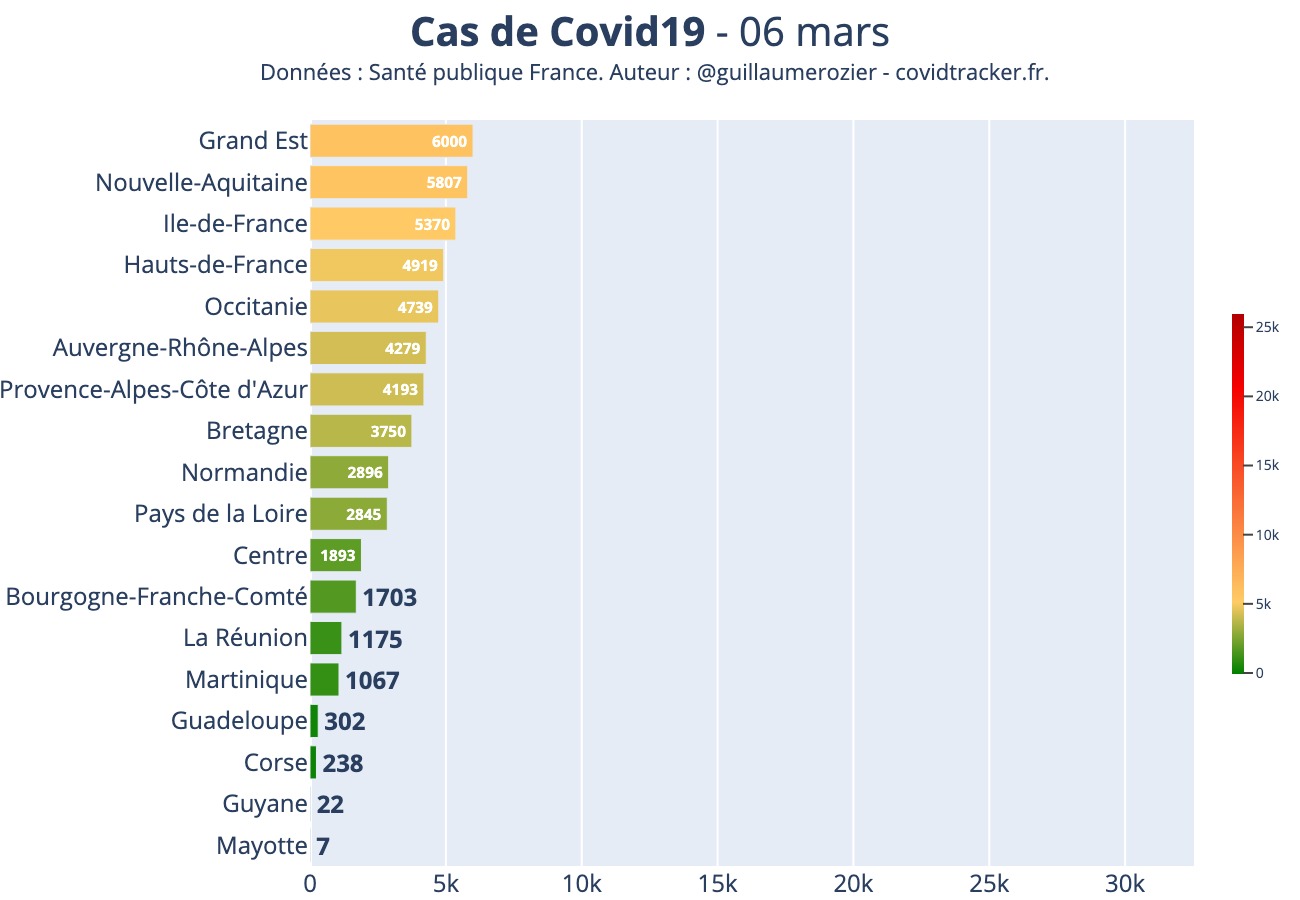 Cas de Covid19 - 06 mars
Données : Santé publique France. Auteur : @guillaumerozier - covidtracker.fr.
Grand Est 6000
Nouvelle-Aquitaine 5807
Ile-de-France 5370
Hauts-de-France 4919
Occitanie 4739
Auvergne-Rhône-Alpes 4279
Provence-Alpes-Côte d'Azur 4193
Bretagne 3750
Normandie 2896
Pays de la Loire 2845
Centre 1893
Bourgogne-Franche-Comté 1703
La Réunion 1175
Martinique 1067
Guadeloupe 302
Corse 238
Guyane 22
Mayotte 7
0 5k 10k 15k 20k 25k 30k
25k
20k
15k
10k
5k
0